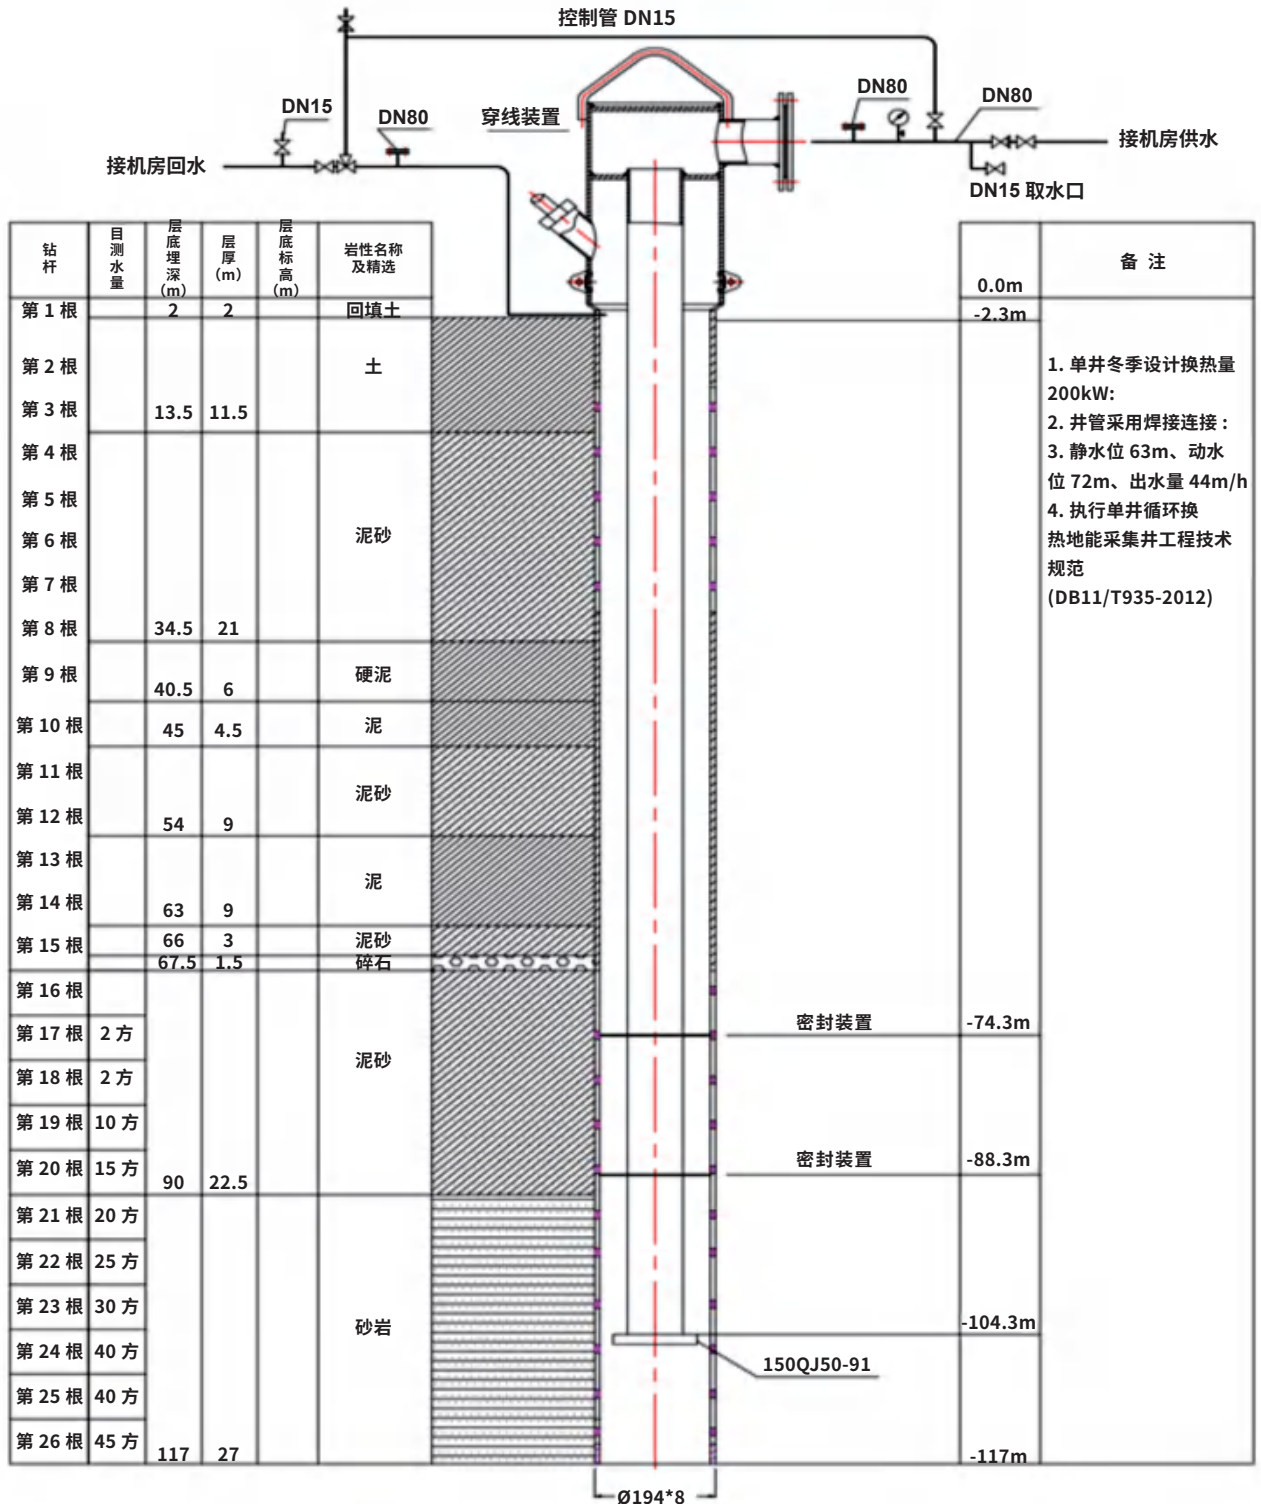 控制管 DN15
DN15
DN80
穿线装置
DN80
DN80
接机房回水
接机房供水
DN15 取水口
钻杆
目测水量
层底埋深(m)
层厚(m)
层底标高(m)
岩性名称
及精选
0.0m
备 注
第 1 根 2 2 回填土
-2.3m
第 2 根 土
第 3 根 13.5 11.5
第 4 根
第 5 根
第 6 根 泥砂
第 7 根
第 8 根 34.5 21
第 9 根 硬泥
40.5 6
第 10 根 45 4.5 泥
第 11 根
泥砂
第 12 根 54 9
第 13 根
泥
第 14 根 63 9
第 15 根 66 3 泥砂
67.5 1.5 碎石
第 16 根
第 17 根 2 方
泥砂
第 18 根 2 方
第 19 根 10 方
第 20 根 15 方
90 22.5
第 21 根 20 方
第 22 根 25 方
第 23 根 30 方
砂岩
第 24 根 40 方
第 25 根 40 方
第 26 根 45 方
117 27
1. 单井冬季设计换热量
200kW:
2. 井管采用焊接连接 :
3. 静水位 63m、动水
位 72m、出水量 44m/h
4. 执行单井循环换
热地能采集井工程技术
规范
(DB11/T935-2012)
密封装置 -74.3m
密封装置 -88.3m
-104.3m
150QJ50-91
-117m
Ø194*8